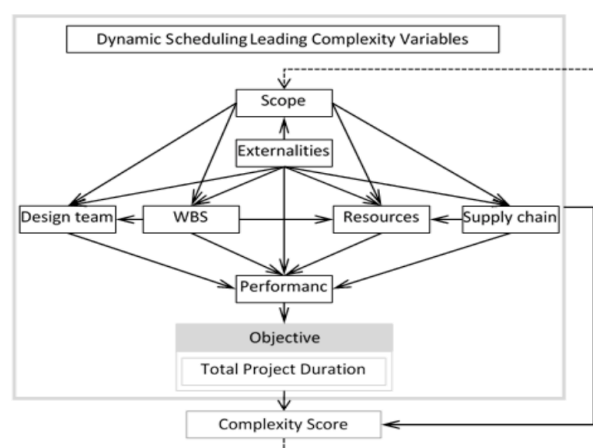 Dynamic Scheduling Leading Complexity Variables
Scope
Externalities
Design team
WBS
Resources
Supply chain
Performanc
Objective
Total Project Duration
Complexity Score